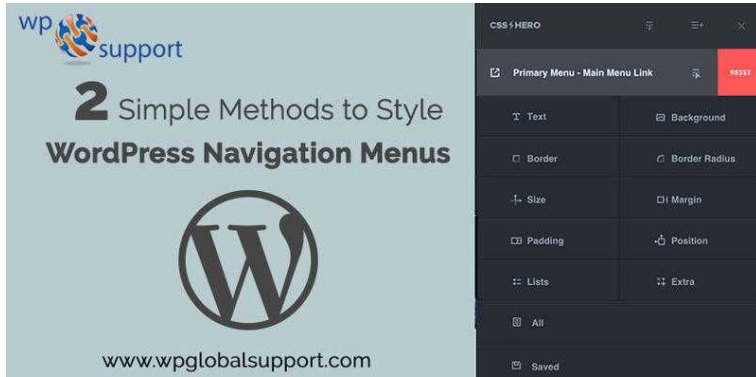 wp
support
2 Simple Methods to Style
WordPress Navigation Menus
W
www.wpglobalsupport.com
CSS HERO
Primary Menu - Main Menu Link
RESET
Text
Background
Border
Border Radius
Size
Margin
Padding
Position
Lists
Extra
All
Saved